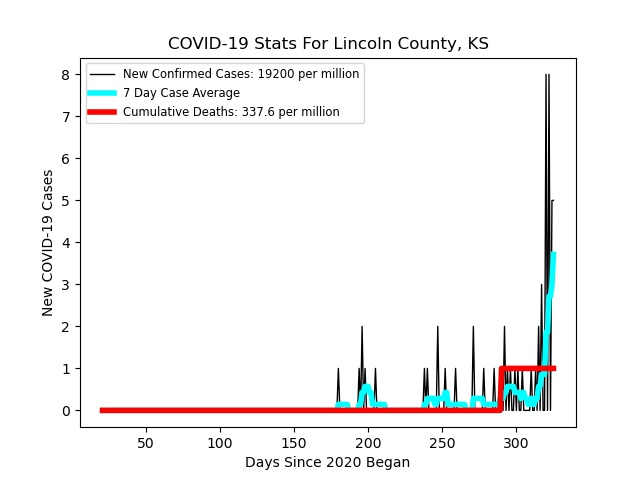 COVID-19 Stats For Lincoln County, KS
New Confirmed Cases: 19200 per million
7 Day Case Average
Cumulative Deaths: 337.6 per million
New COVID-19 Cases
8
7
6
5
4
3
2
1
0
50 100 150 200 250 300
Days Since 2020 Began